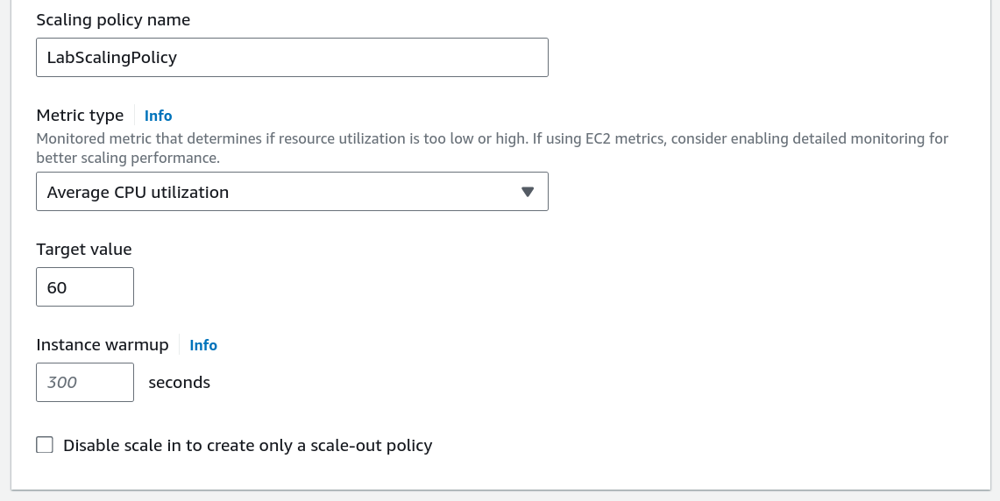 Scaling policy name
LabScalingPolicy
Metric type Info
Monitored metric that determines if resource utilization is too low or high. If using EC2 metrics, consider enabling detailed monitoring for
better scaling performance.
Average CPU utilization
Target value
60
Instance warmup Info
300 seconds
Disable scale in to create only a scale-out policy